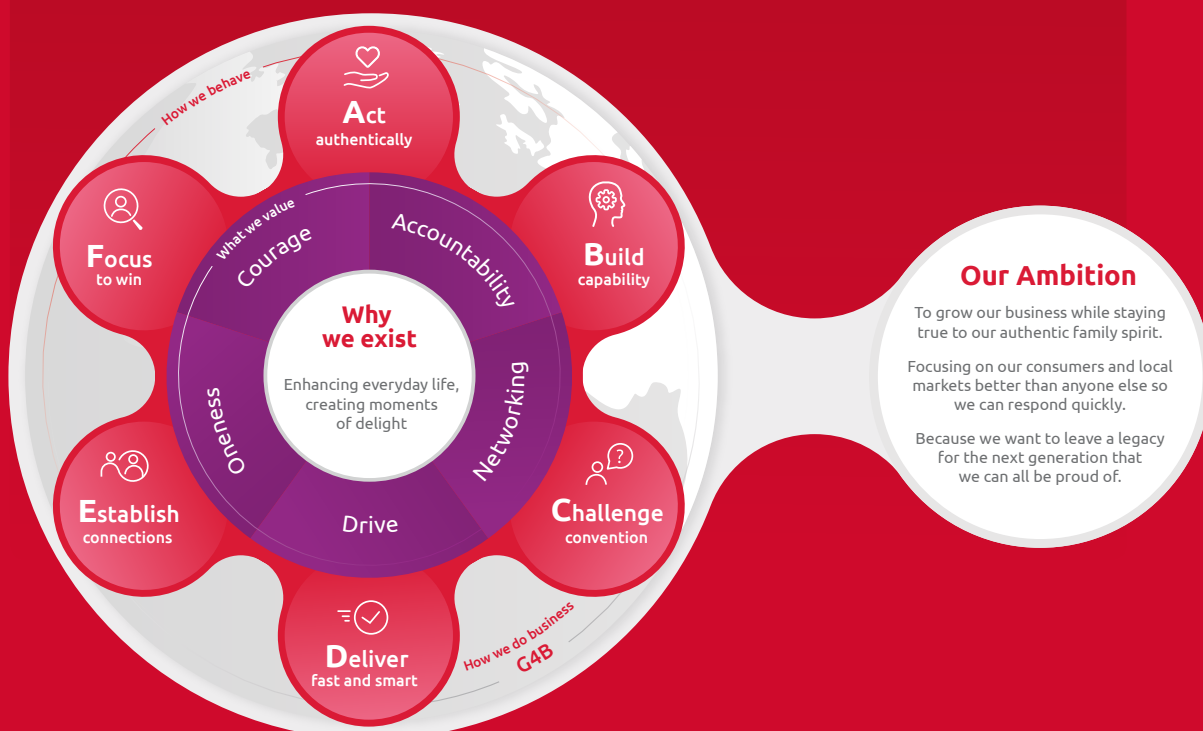 How we behave
Act
authentically
Build
capability
Challenge
convention
Deliver
fast and smart
Establish
connections
Focus
to win
What we value
Courage
Accountability
Networking
Drive
Oneness
Why
we exist
Enhancing everyday life,
creating moments
of delight
How we do business
G4B
?
Our Ambition
To grow our business while staying
true to our authentic family spirit.
Focusing on our consumers and local
markets better than anyone else so
we can respond quickly.
Because we want to leave a legacy
for the next generation that
we can all be proud of.